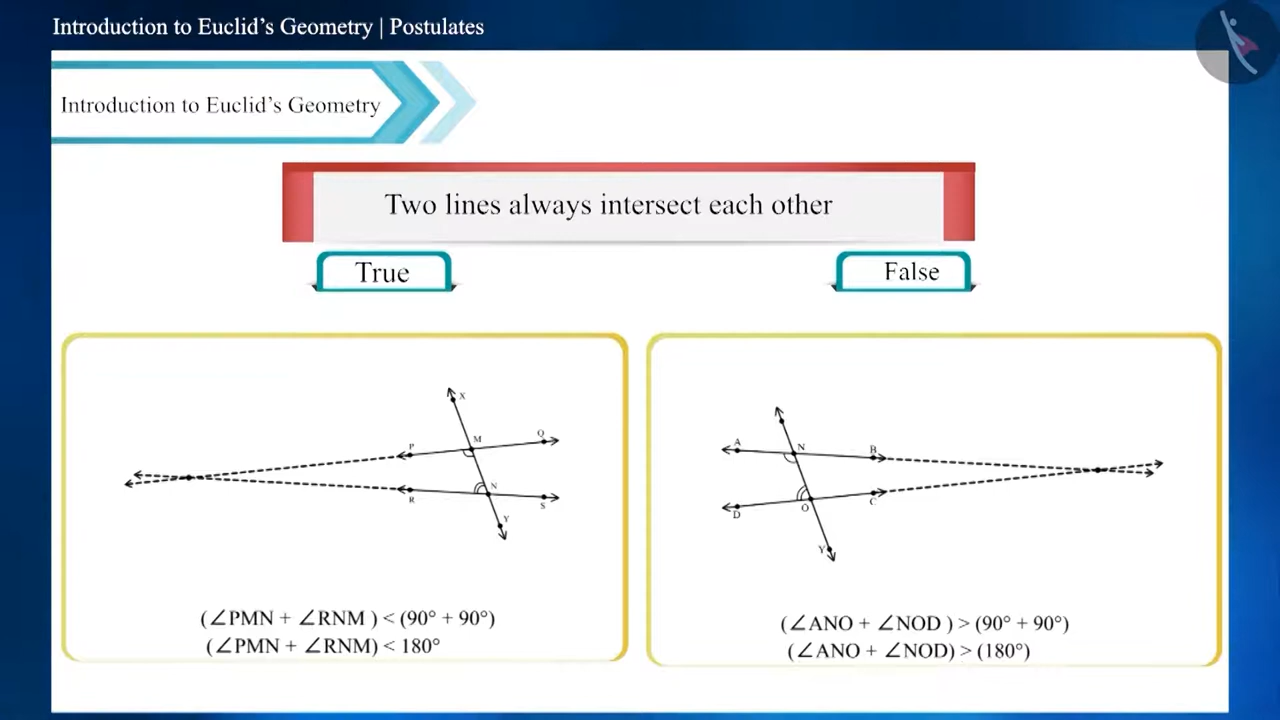 Introduction to Euclid's Geometry | Postulates
Introduction to Euclid's Geometry
Two lines always intersect each other
True
False
X
M
Q
P
R
N
S
Y
A
N
B
D
O
C
Y
(∠PMN + ∠RNM ) < (90° + 90°)
(∠PMN + ∠RNM) < 180°
(∠ANO + ∠NOD ) > (90° + 90°)
(∠ANO + ∠NOD) > (180°)